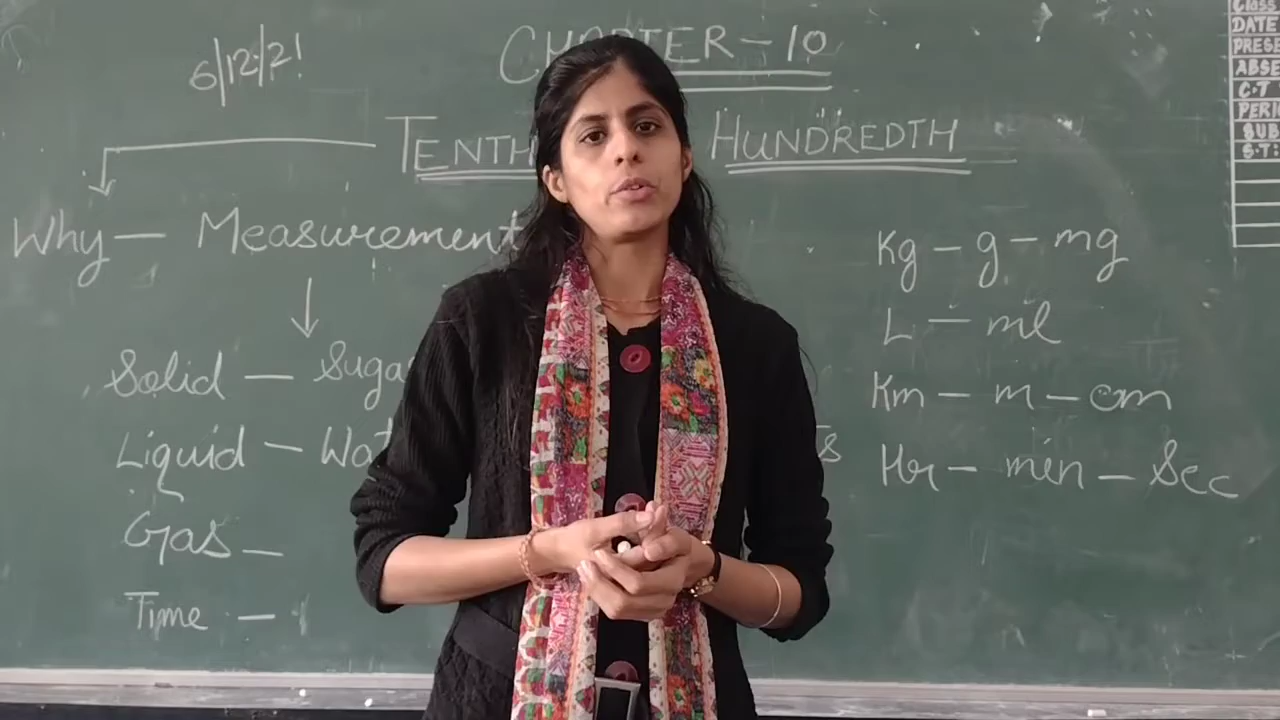 6/12/21
CHAPTER - 10
TENTH HUNDREDTH
Why - Measurement
Solid - Suga
Liquid - Wat
Gas -
Time -
Kg - g - mg
L - ml
Km - m - cm
Hr - min - Sec
s
Class
DATE
PRESE
ABSE
C.T
PERI
SUB
S.T: